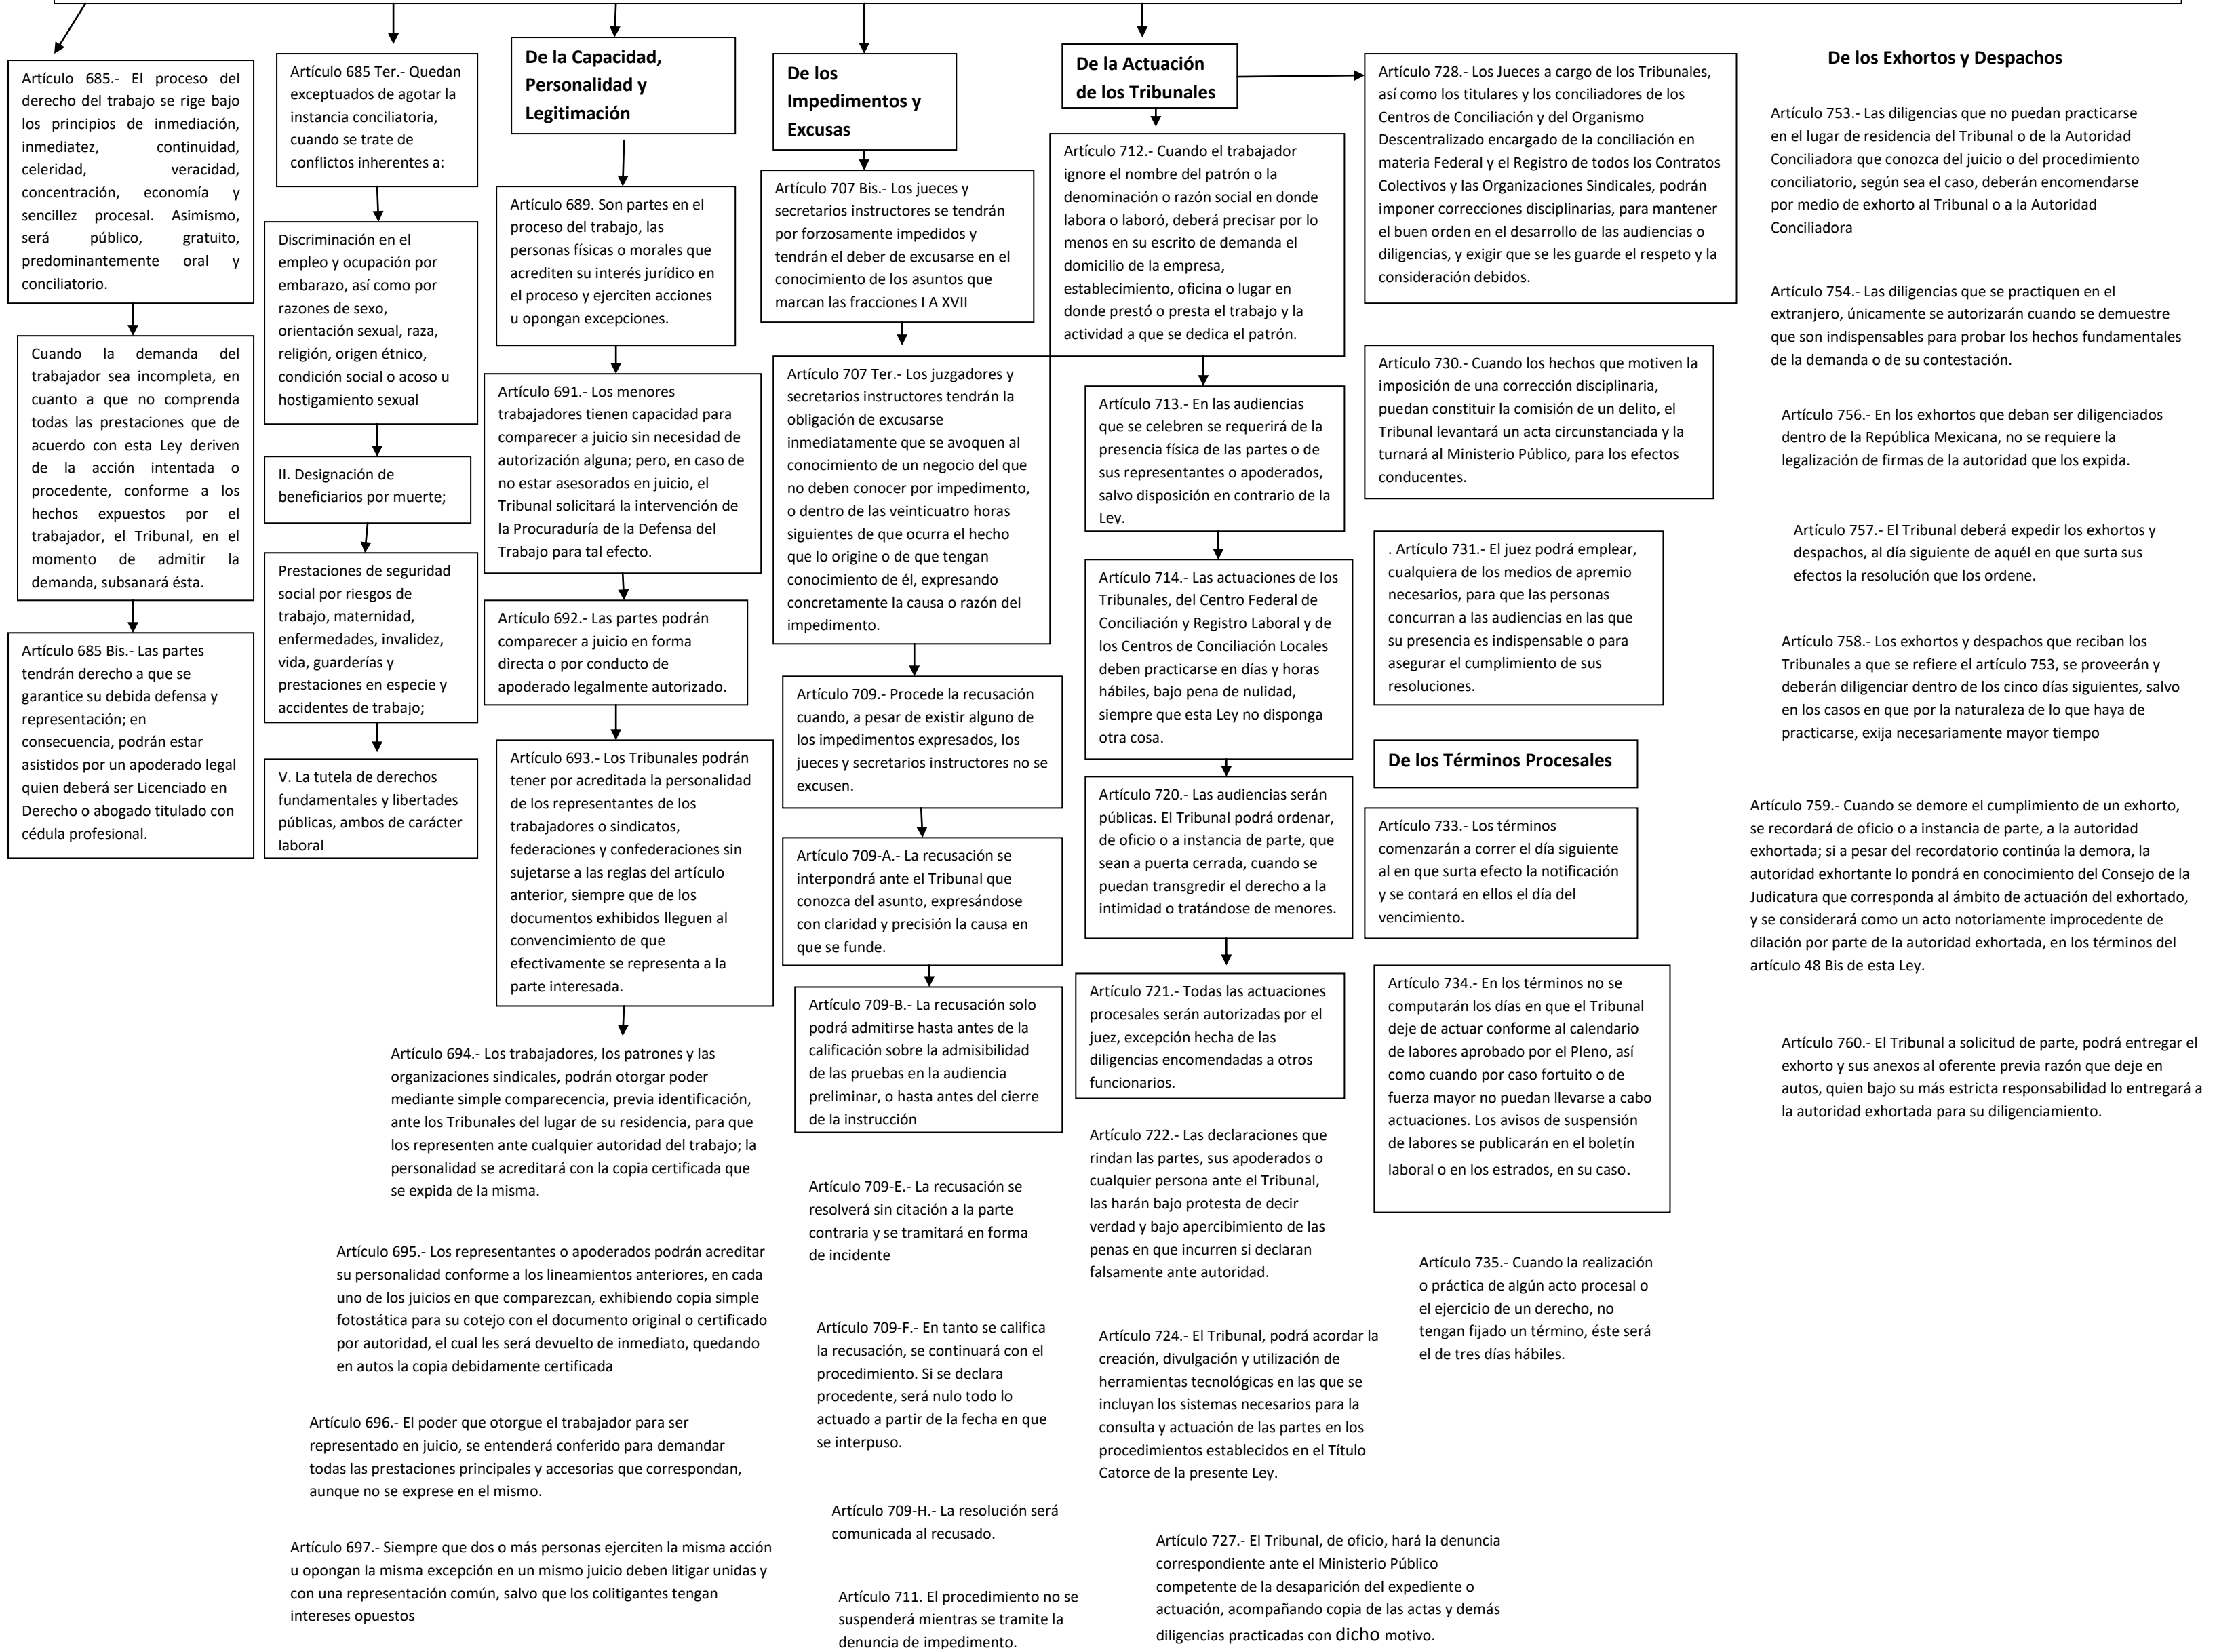 Artículo 685.- El proceso del
derecho del trabajo se rige bajo
los principios de inmediación,
inmediatez, continuidad,
celeridad, veracidad,
concentración, economía y
sencillez procesal. Asimismo,
será público, gratuito,
predominantemente oral y
conciliatorio.
Cuando la demanda del
trabajador sea incompleta, en
cuanto a que no comprenda
todas las prestaciones que de
acuerdo con esta Ley deriven
de la acción intentada o
procedente, conforme a los
hechos expuestos por el
trabajador, el Tribunal, en el
momento de admitir la
demanda, subsanará ésta.
Artículo 685 Bis.- Las partes
tendrán derecho a que se
garantice su debida defensa y
representación; en
consecuencia, podrán estar
asistidos por un apoderado legal
quien deberá ser Licenciado en
Derecho o abogado titulado con
cédula profesional.
Artículo 685 Ter.- Quedan
exceptuados de agotar la
instancia conciliatoria,
cuando se trate de
conflictos inherentes a:
Discriminación en el
empleo y ocupación por
embarazo, así como por
razones de sexo,
orientación sexual, raza,
religión, origen étnico,
condición social o acoso u
hostigamiento sexual
II. Designación de
beneficiarios por muerte;
Prestaciones de seguridad
social por riesgos de
trabajo, maternidad,
enfermedades, invalidez,
vida, guarderías y
prestaciones en especie y
accidentes de trabajo;
V. La tutela de derechos
fundamentales y libertades
públicas, ambos de carácter
laboral
De la Capacidad,
Personalidad y
Legitimación
Artículo 689. Son partes en el
proceso del trabajo, las
personas físicas o morales que
acrediten su interés jurídico en
el proceso y ejerciten acciones
u opongan excepciones.
Artículo 691.- Los menores
trabajadores tienen capacidad para
comparecer a juicio sin necesidad de
autorización alguna; pero, en caso de
no estar asesorados en juicio, el
Tribunal solicitará la intervención de
la Procuraduría de la Defensa del
Trabajo para tal efecto.
Artículo 692.- Las partes podrán
comparecer a juicio en forma
directa o por conducto de
apoderado legalmente autorizado.
Artículo 693.- Los Tribunales podrán
tener por acreditada la personalidad
de los representantes de los
trabajadores o sindicatos,
federaciones y confederaciones sin
sujetarse a las reglas del artículo
anterior, siempre que de los
documentos exhibidos lleguen al
convencimiento de que
efectivamente se representa a la
parte interesada.
Artículo 694.- Los trabajadores, los patrones y las
organizaciones sindicales, podrán otorgar poder
mediante simple comparecencia, previa identificación,
ante los Tribunales del lugar de su residencia, para que
los representen ante cualquier autoridad del trabajo; la
personalidad se acreditará con la copia certificada que
se expida de la misma.
Artículo 695.- Los representantes o apoderados podrán acreditar
su personalidad conforme a los lineamientos anteriores, en cada
uno de los juicios en que comparezcan, exhibiendo copia simple
fotostática para su cotejo con el documento original o certificado
por autoridad, el cual les será devuelto de inmediato, quedando
en autos la copia debidamente certificada
Artículo 696.- El poder que otorgue el trabajador para ser
representado en juicio, se entenderá conferido para demandar
todas las prestaciones principales y accesorias que correspondan,
aunque no se exprese en el mismo.
Artículo 697.- Siempre que dos o más personas ejerciten la misma acción
u opongan la misma excepción en un mismo juicio deben litigar unidas y
con una representación común, salvo que los colitigantes tengan
intereses opuestos
De los
Impedimentos y
Excusas
Artículo 707 Bis.- Los jueces y
secretarios instructores se tendrán
por forzosamente impedidos y
tendrán el deber de excusarse en el
conocimiento de los asuntos que
marcan las fracciones I A XVII
Artículo 707 Ter.- Los juzgadores y
secretarios instructores tendrán la
obligación de excusarse
inmediatamente que se avoquen al
conocimiento de un negocio del que
no deben conocer por impedimento,
o dentro de las veinticuatro horas
siguientes de que ocurra el hecho
que lo origine o de que tengan
conocimiento de él, expresando
concretamente la causa o razón del
impedimento.
Artículo 709.- Procede la recusación
cuando, a pesar de existir alguno de
los impedimentos expresados, los
jueces y secretarios instructores no se
excusen.
Artículo 709-A.- La recusación se
interpondrá ante el Tribunal que
conozca del asunto, expresándose
con claridad y precisión la causa en
que se funde.
Artículo 709-B.- La recusación solo
podrá admitirse hasta antes de la
calificación sobre la admisibilidad
de las pruebas en la audiencia
preliminar, o hasta antes del cierre
de la instrucción
Artículo 709-E.- La recusación se
resolverá sin citación a la parte
contraria y se tramitará en forma
de incidente
Artículo 709-F.- En tanto se califica
la recusación, se continuará con el
procedimiento. Si se declara
procedente, será nulo todo lo
actuado a partir de la fecha en que
se interpuso.
Artículo 709-H.- La resolución será
comunicada al recusado.
Artículo 711. El procedimiento no se
suspenderá mientras se tramite la
denuncia de impedimento.
De la Actuación
de los Tribunales
Artículo 712.- Cuando el trabajador
ignore el nombre del patrón o la
denominación o razón social en donde
labora o laboró, deberá precisar por lo
menos en su escrito de demanda el
domicilio de la empresa,
establecimiento, oficina o lugar en
donde prestó o presta el trabajo y la
actividad a que se dedica el patrón.
Artículo 713.- En las audiencias
que se celebren se requerirá de la
presencia física de las partes o de
sus representantes o apoderados,
salvo disposición en contrario de la
Ley.
Artículo 714.- Las actuaciones de los
Tribunales, del Centro Federal de
Conciliación y Registro Laboral y de
los Centros de Conciliación Locales
deben practicarse en días y horas
hábiles, bajo pena de nulidad,
siempre que esta Ley no disponga
otra cosa.
Artículo 720.- Las audiencias serán
públicas. El Tribunal podrá ordenar,
de oficio o a instancia de parte, que
sean a puerta cerrada, cuando se
puedan transgredir el derecho a la
intimidad o tratándose de menores.
Artículo 721.- Todas las actuaciones
procesales serán autorizadas por el
juez, excepción hecha de las
diligencias encomendadas a otros
funcionarios.
Artículo 722.- Las declaraciones que
rindan las partes, sus apoderados o
cualquier persona ante el Tribunal,
las harán bajo protesta de decir
verdad y bajo apercibimiento de las
penas en que incurren si declaran
falsamente ante autoridad.
Artículo 724.- El Tribunal, podrá acordar la
creación, divulgación y utilización de
herramientas tecnológicas en las que se
incluyan los sistemas necesarios para la
consulta y actuación de las partes en los
procedimientos establecidos en el Título
Catorce de la presente Ley.
Artículo 727.- El Tribunal, de oficio, hará la denuncia
correspondiente ante el Ministerio Público
competente de la desaparición del expediente o
actuación, acompañando copia de las actas y demás
diligencias practicadas con dicho motivo.
Artículo 728.- Los Jueces a cargo de los Tribunales,
así como los titulares y los conciliadores de los
Centros de Conciliación y del Organismo
Descentralizado encargado de la conciliación en
materia Federal y el Registro de todos los Contratos
Colectivos y las Organizaciones Sindicales, podrán
imponer correcciones disciplinarias, para mantener
el buen orden en el desarrollo de las audiencias o
diligencias, y exigir que se les guarde el respeto y la
consideración debidos.
Artículo 730.- Cuando los hechos que motiven la
imposición de una corrección disciplinaria,
puedan constituir la comisión de un delito, el
Tribunal levantará un acta circunstanciada y la
turnará al Ministerio Público, para los efectos
conducentes.
. Artículo 731.- El juez podrá emplear,
cualquiera de los medios de apremio
necesarios, para que las personas
concurran a las audiencias en las que
su presencia es indispensable o para
asegurar el cumplimiento de sus
resoluciones.
De los Términos Procesales
Artículo 733.- Los términos
comenzarán a correr el día siguiente
al en que surta efecto la notificación
y se contará en ellos el día del
vencimiento.
Artículo 734.- En los términos no se
computarán los días en que el Tribunal
deje de actuar conforme al calendario
de labores aprobado por el Pleno, así
como cuando por caso fortuito o de
fuerza mayor no puedan llevarse a cabo
actuaciones. Los avisos de suspensión
de labores se publicarán en el boletín
laboral o en los estrados, en su caso.
Artículo 735.- Cuando la realización
o práctica de algún acto procesal o
el ejercicio de un derecho, no
tengan fijado un término, éste será
el de tres días hábiles.
De los Exhortos y Despachos
Artículo 753.- Las diligencias que no puedan practicarse
en el lugar de residencia del Tribunal o de la Autoridad
Conciliadora que conozca del juicio o del procedimiento
conciliatorio, según sea el caso, deberán encomendarse
por medio de exhorto al Tribunal o a la Autoridad
Conciliadora
Artículo 754.- Las diligencias que se practiquen en el
extranjero, únicamente se autorizarán cuando se demuestre
que son indispensables para probar los hechos fundamentales
de la demanda o de su contestación.
Artículo 756.- En los exhortos que deban ser diligenciados
dentro de la República Mexicana, no se requiere la
legalización de firmas de la autoridad que los expida.
Artículo 757.- El Tribunal deberá expedir los exhortos y
despachos, al día siguiente de aquél en que surta sus
efectos la resolución que los ordene.
Artículo 758.- Los exhortos y despachos que reciban los
Tribunales a que se refiere el artículo 753, se proveerán y
deberán diligenciar dentro de los cinco días siguientes, salvo
en los casos en que por la naturaleza de lo que haya de
practicarse, exija necesariamente mayor tiempo
Artículo 759.- Cuando se demore el cumplimiento de un exhorto,
se recordará de oficio o a instancia de parte, a la autoridad
exhortada; si a pesar del recordatorio continúa la demora, la
autoridad exhortante lo pondrá en conocimiento del Consejo de la
Judicatura que corresponda al ámbito de actuación del exhortado,
y se considerará como un acto notoriamente improcedente de
dilación por parte de la autoridad exhortada, en los términos del
artículo 48 Bis de esta Ley.
Artículo 760.- El Tribunal a solicitud de parte, podrá entregar el
exhorto y sus anexos al oferente previa razón que deje en
autos, quien bajo su más estricta responsabilidad lo entregará a
la autoridad exhortada para su diligenciamiento.